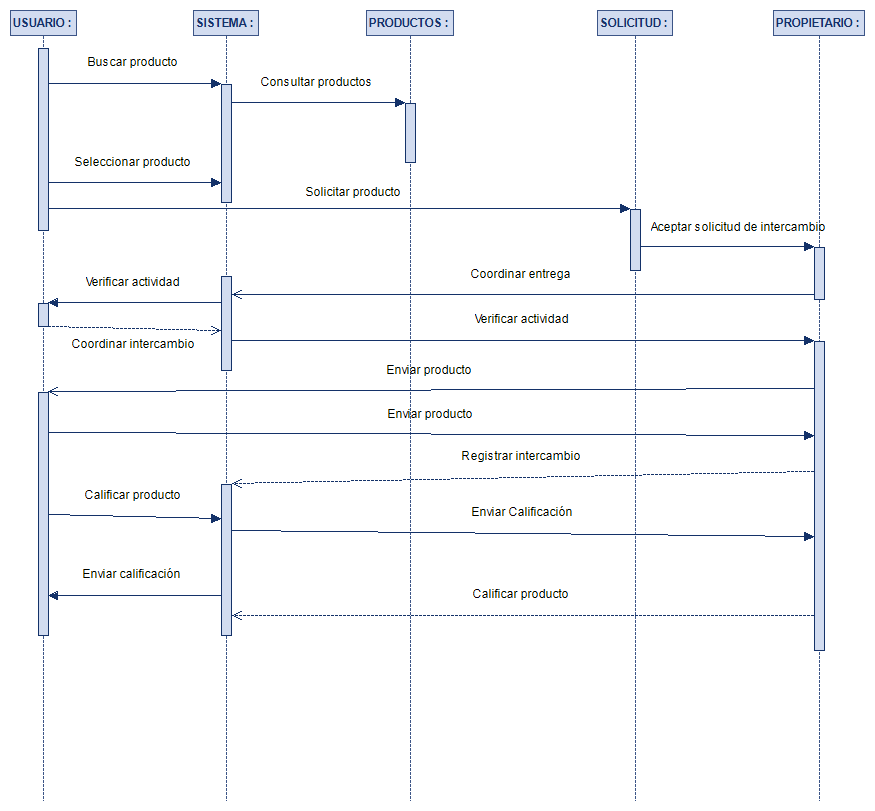 USUARIO :
SISTEMA :
PRODUCTOS :
SOLICITUD :
PROPIETARIO :
Buscar producto
Consultar productos
Seleccionar producto
Solicitar producto
Aceptar solicitud de intercambio
Coordinar entrega
Verificar actividad
Verificar actividad
Coordinar intercambio
Enviar producto
Enviar producto
Registrar intercambio
Calificar producto
Enviar Calificación
Enviar calificación
Calificar producto